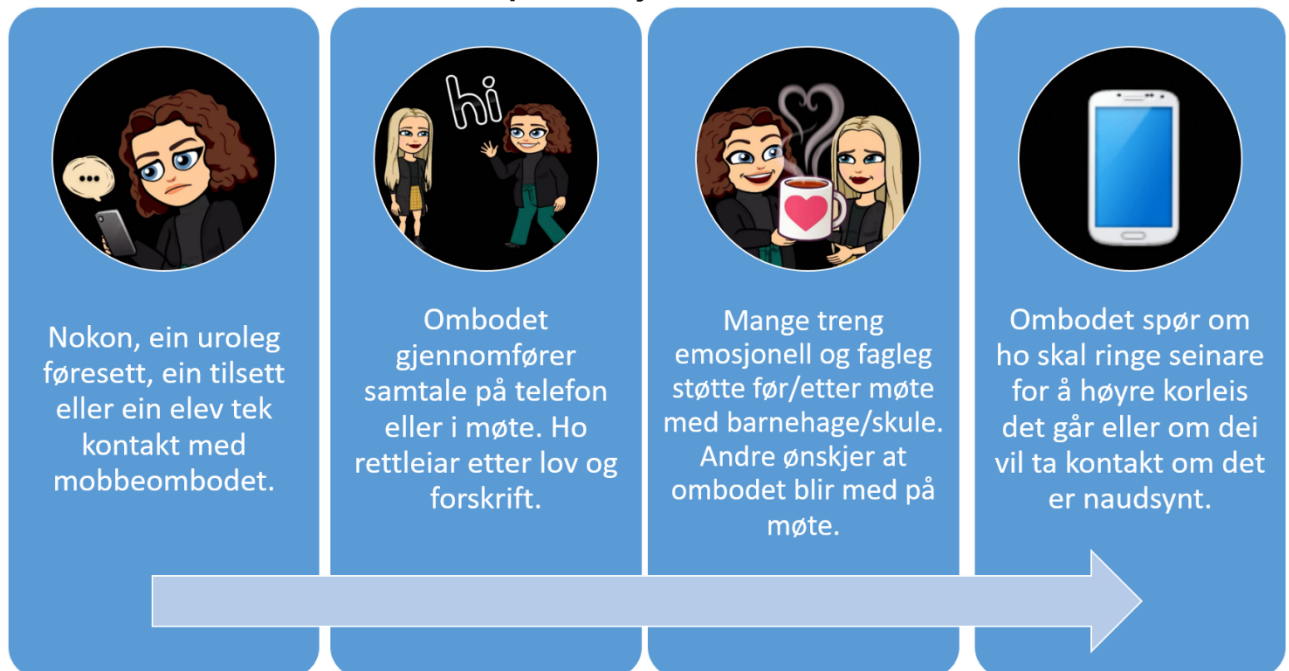 hi
Nokon, ein uroleg
føresett, ein tilsett
eller ein elev tek
kontakt med
mobbeombodet.
Ombodet
gjennomfører
samtale på telefon
eller i møte. Ho
rettleiar etter lov og
forskrift.
Mange treng
emosjonell og fagleg
støtte før/etter møte
med barnehage/skule.
Andre ønskjer at
ombodet blir med på
møte.
Ombodet spør om
ho skal ringe seinare
for å høyre korleis
det går eller om dei
vil ta kontakt om det
er naudsynt.